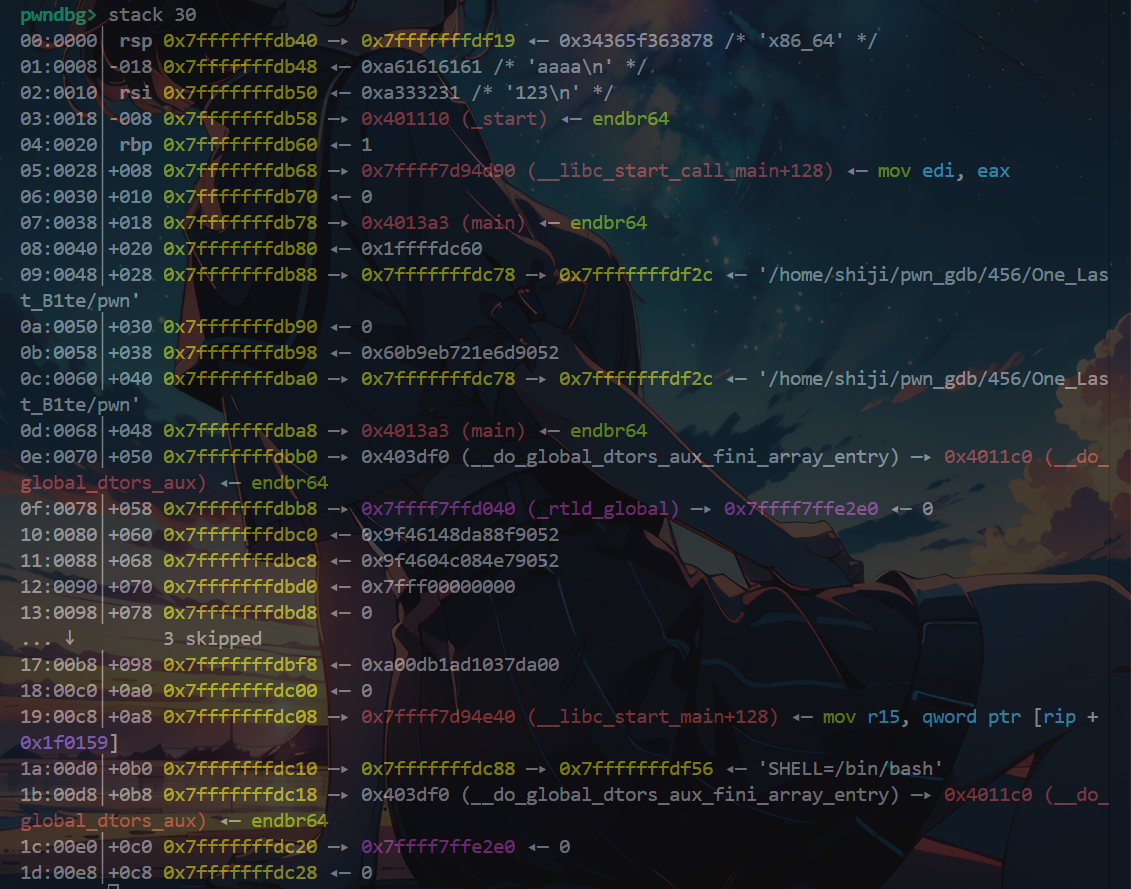 pwndbg> stack 30
00:0000│ rsp 0x7fffffffdb40 —▸ 0x7fffffffdf19 ◂— 0x34365f363878 /* 'x86_64' */
01:0008│-018 0x7fffffffdb48 ◂— 0xa61616161 /* 'aaaa\n' */
02:0010│ rsi 0x7fffffffdb50 ◂— 0xa333231 /* '123\n' */
03:0018│-008 0x7fffffffdb58 —▸ 0x401110 (_start) ◂— endbr64
04:0020│ rbp 0x7fffffffdb60 ◂— 1
05:0028│+008 0x7fffffffdb68 —▸ 0x7ffff7d94d90 (__libc_start_call_main+128) ◂— mov edi, eax
06:0030│+010 0x7fffffffdb70 ◂— 0
07:0038│+018 0x7fffffffdb78 —▸ 0x4013a3 (main) ◂— endbr64
08:0040│+020 0x7fffffffdb80 ◂— 0x1ffffdc60
09:0048│+028 0x7fffffffdb88 —▸ 0x7fffffffdc78 —▸ 0x7fffffffdf2c ◂— '/home/shiji/pwn_gdb/456/One_Las
t_B1te/pwn'
0a:0050│+030 0x7fffffffdb90 ◂— 0
0b:0058│+038 0x7fffffffdb98 ◂— 0x60b9eb721e6d9052
0c:0060│+040 0x7fffffffdba0 —▸ 0x7fffffffdc78 —▸ 0x7fffffffdf2c ◂— '/home/shiji/pwn_gdb/456/One_Las
t_B1te/pwn'
0d:0068│+048 0x7fffffffdba8 —▸ 0x4013a3 (main) ◂— endbr64
0e:0070│+050 0x7fffffffdbb0 —▸ 0x403df0 (__do_global_dtors_aux_fini_array_entry) —▸ 0x4011c0 (__do_
global_dtors_aux) ◂— endbr64
0f:0078│+058 0x7fffffffdbb8 —▸ 0x7ffff7ffd040 (_rtld_global) —▸ 0x7ffff7ffe2e0 ◂— 0
10:0080│+060 0x7fffffffdbc0 ◂— 0x9f46148da88f9052
11:0088│+068 0x7fffffffdbc8 ◂— 0x9f4604c084e79052
12:0090│+070 0x7fffffffdbd0 ◂— 0x7fff00000000
13:0098│+078 0x7fffffffdbd8 ◂— 0
... ↓ 3 skipped
17:00b8│+098 0x7fffffffdbf8 ◂— 0xa00db1ad1037da00
18:00c0│+0a0 0x7fffffffdc00 ◂— 0
19:00c8│+0a8 0x7fffffffdc08 —▸ 0x7ffff7d94e40 (__libc_start_main+128) ◂— mov r15, qword ptr [rip +
0x1f0159]
1a:00d0│+0b0 0x7fffffffdc10 —▸ 0x7fffffffdc88 —▸ 0x7fffffffdf56 ◂— 'SHELL=/bin/bash'
1b:00d8│+0b8 0x7fffffffdc18 —▸ 0x403df0 (__do_global_dtors_aux_fini_array_entry) —▸ 0x4011c0 (__do_
global_dtors_aux) ◂— endbr64
1c:00e0│+0c0 0x7fffffffdc20 —▸ 0x7ffff7ffe2e0 ◂— 0
1d:00e8│+0c8 0x7fffffffdc28 ◂— 0